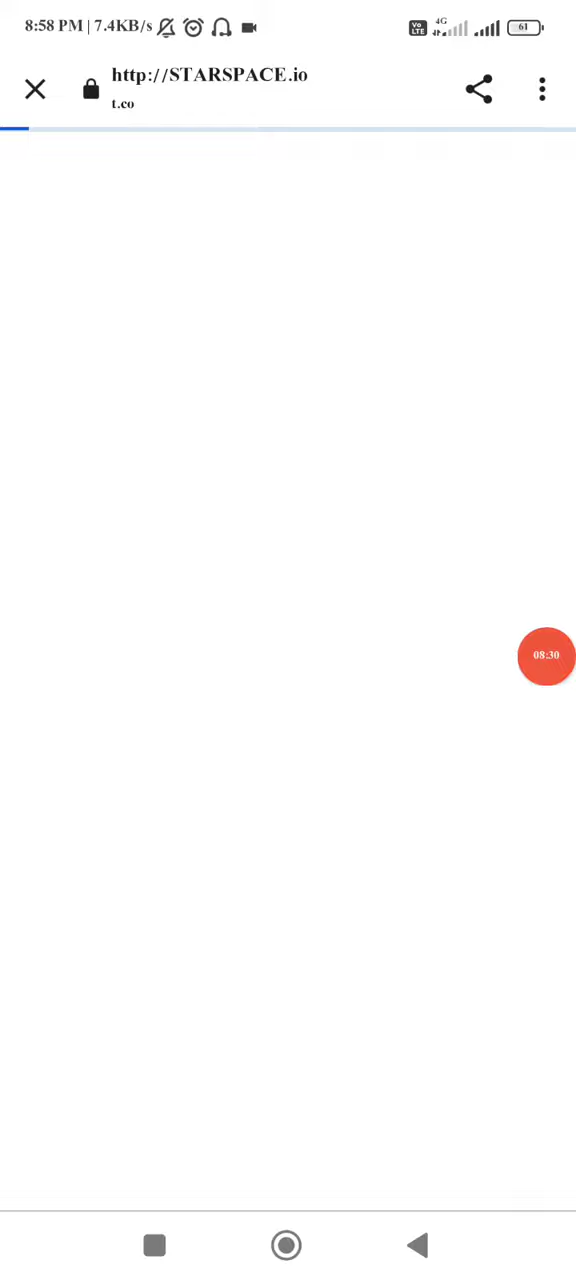 8:58 PM | 7.4KB/s
Vo LTE
4G
61
http://STARSPACE.io
t.co
08:30